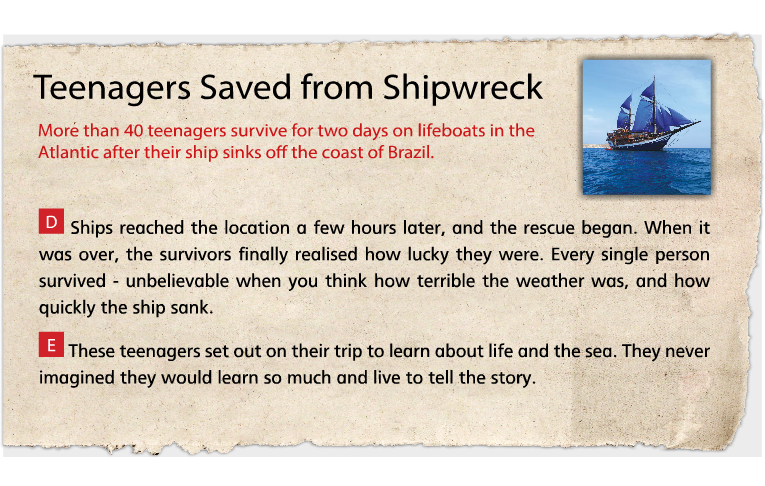 Teenagers Saved from Shipwreck
More than 40 teenagers survive for two days on lifeboats in the
Atlantic after their ship sinks off the coast of Brazil.
D Ships reached the location a few hours later, and the rescue began. When it
was over, the survivors finally realised how lucky they were. Every single person
survived - unbelievable when you think how terrible the weather was, and how
quickly the ship sank.
E These teenagers set out on their trip to learn about life and the sea. They never
imagined they would learn so much and live to tell the story.